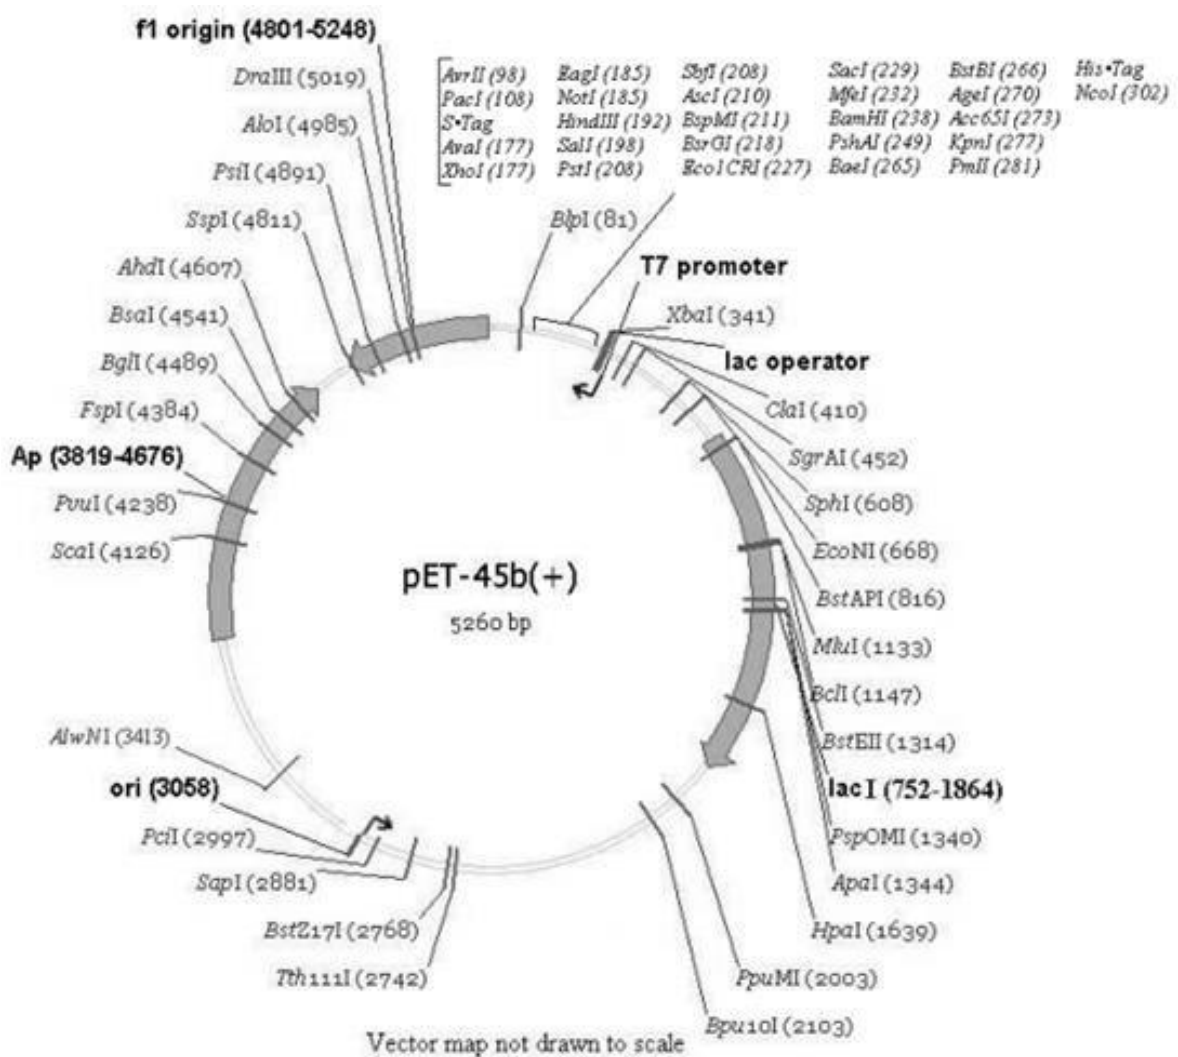 f1 origin (4801-5248)
DraIII (5019)
AloI (4985)
PsiI (4891)
SspI (4811)
AhdI (4607)
BsaI (4541)
BglI (4489)
FspI (4384)
Ap (3819-4676)
PvuI (4238)
ScaI (4126)
AvrII (98) EagI (185) SbfI (208) SacI (229) BstBI (266) His•Tag
PacI (108) NotI (185) AscI (210) MfeI (232) AgeI (270) NcoI (302)
S•Tag HindIII (192) BspMI (211) BamHI (238) Acc65I (273)
AvaI (177) SalI (198) BsrGI (218) PshAI (249) KpnI (277)
XhoI (177) PstI (208) Eco1CRI (227) BaeI (265) PmlI (281)
BlpI (81)
T7 promoter
XbaI (341)
lac operator
ClaI (410)
SgrAI (452)
SphI (608)
EcoNI (668)
BstAPI (816)
MluI (1133)
BclI (1147)
BstEII (1314)
lac I (752-1864)
PspOMI (1340)
ApaI (1344)
HpaI (1639)
PpuMI (2003)
Bpu10I (2103)
pET-45b(+)
5260 bp
AlwNI (3413)
ori (3058)
PciI (2997)
SapI (2881)
BstZ17I (2768)
Tth111I (2742)
Vector map not drawn to scale